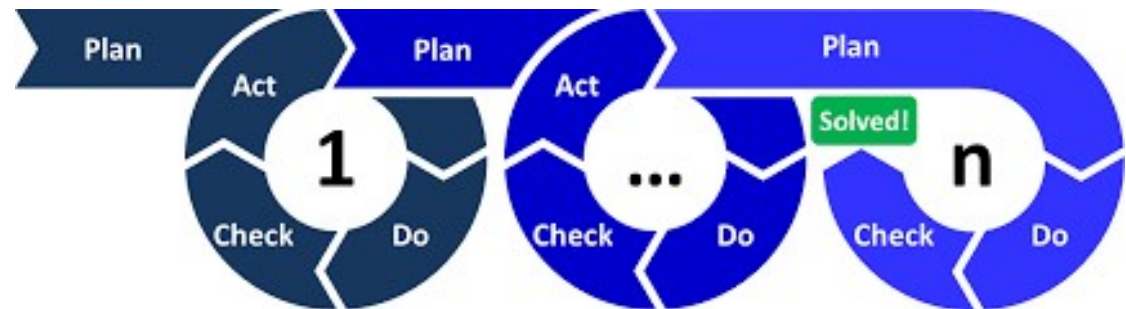 Plan
Act
1
Check
Do
Plan
Act
...
Check
Do
Plan
Solved!
n
Check
Do